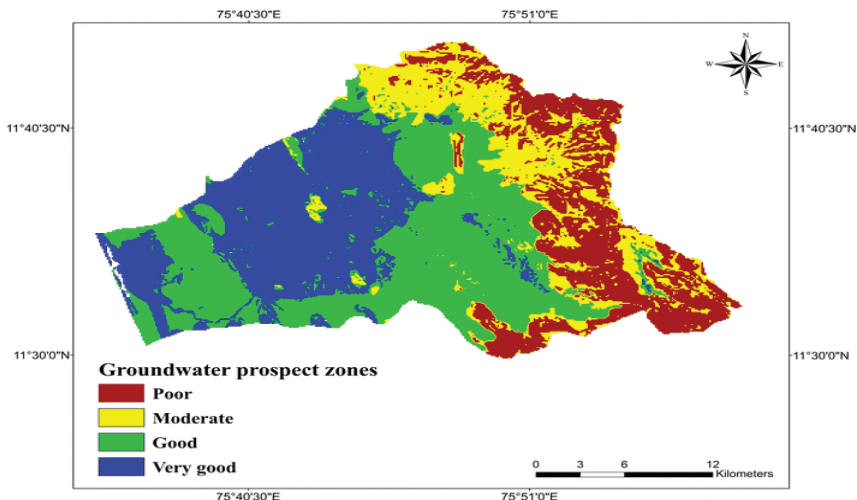 75°40'30"E 75°51'0"E
N
W E
S
11°40'30"N 11°40'30"N
11°30'0"N 11°30'0"N
Groundwater prospect zones
Poor
Moderate
Good
Very good
0 3 6 12
Kilometers
75°40'30"E 75°51'0"E